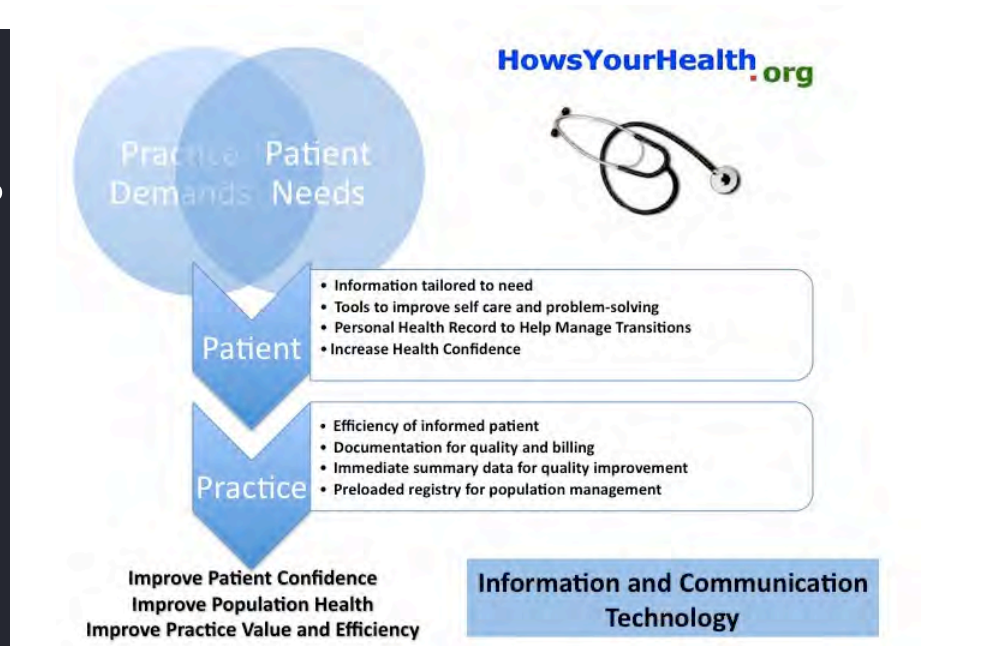 HowsYourHealth.org
Practice Patient
Demands Needs
• Information tailored to need
• Tools to improve self care and problem-solving
• Personal Health Record to Help Manage Transitions
• Increase Health Confidence
Patient
• Efficiency of informed patient
• Documentation for quality and billing
• Immediate summary data for quality improvement
• Preloaded registry for population management
Practice
Improve Patient Confidence
Improve Population Health
Improve Practice Value and Efficiency
Information and Communication
Technology